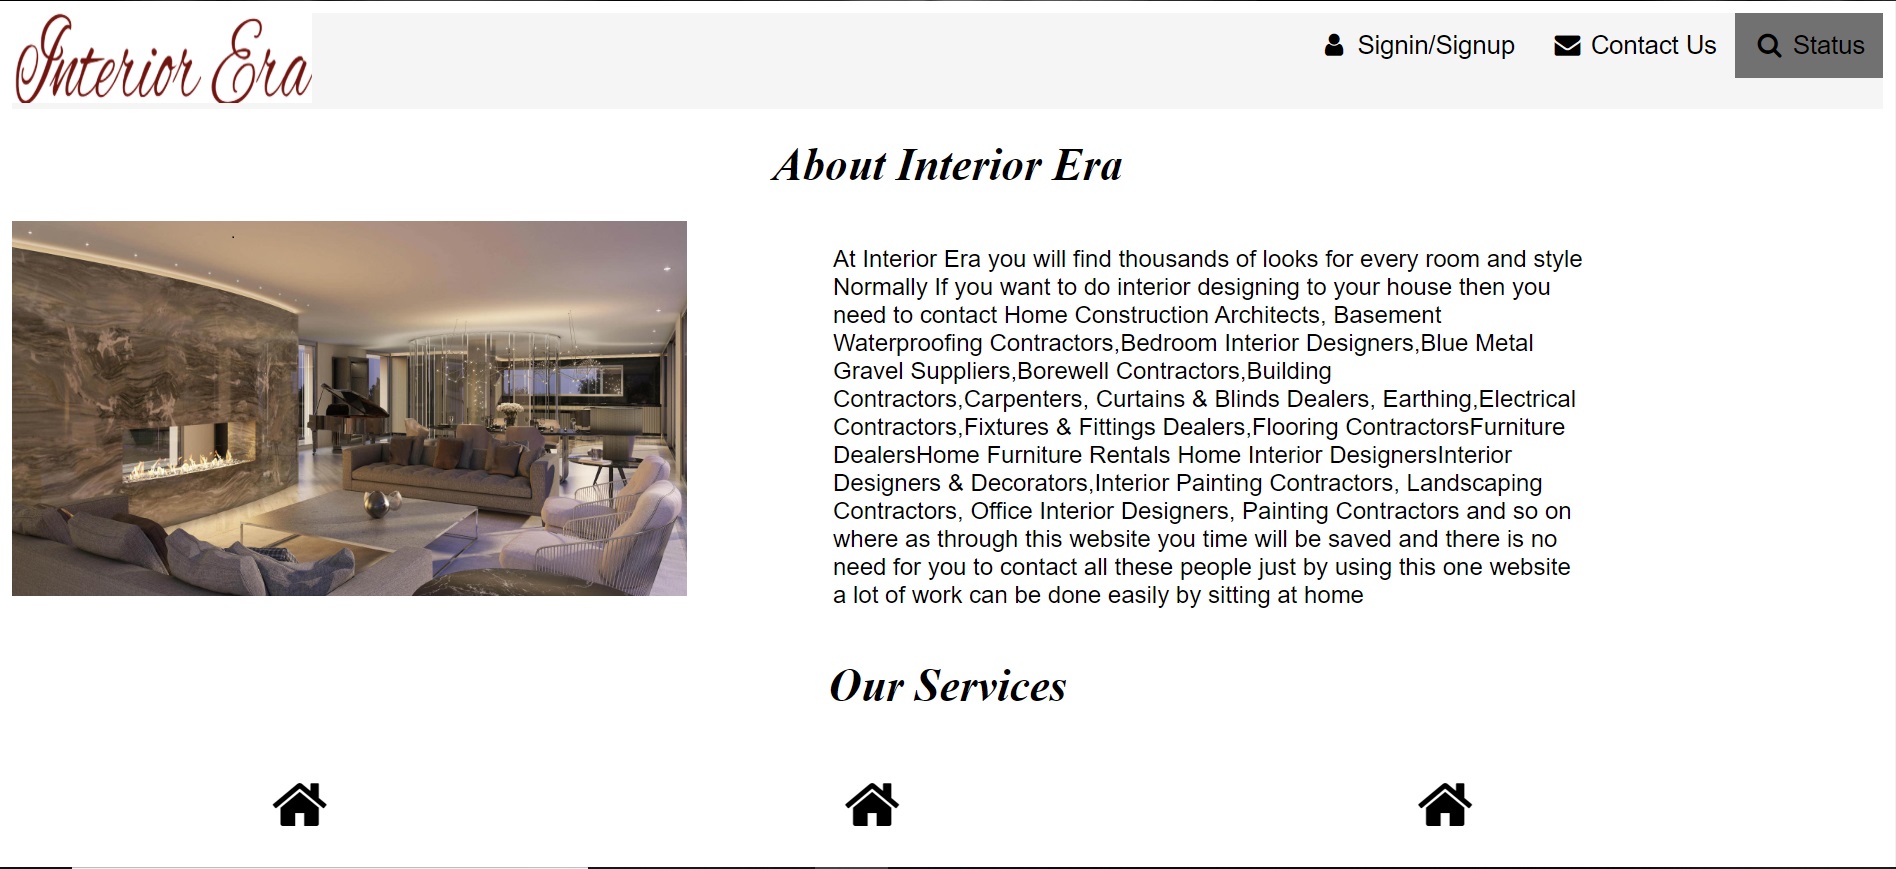 Interior Era
Signin/Signup
Contact Us
Status
About Interior Era
At Interior Era you will find thousands of looks for every room and style
Normally If you want to do interior designing to your house then you
need to contact Home Construction Architects, Basement
Waterproofing Contractors,Bedroom Interior Designers,Blue Metal
Gravel Suppliers,Borewell Contractors,Building
Contractors,Carpenters, Curtains & Blinds Dealers, Earthing,Electrical
Contractors,Fixtures & Fittings Dealers,Flooring ContractorsFurniture
DealersHome Furniture Rentals Home Interior DesignersInterior
Designers & Decorators,Interior Painting Contractors, Landscaping
Contractors, Office Interior Designers, Painting Contractors and so on
where as through this website you time will be saved and there is no
need for you to contact all these people just by using this one website
a lot of work can be done easily by sitting at home
Our Services